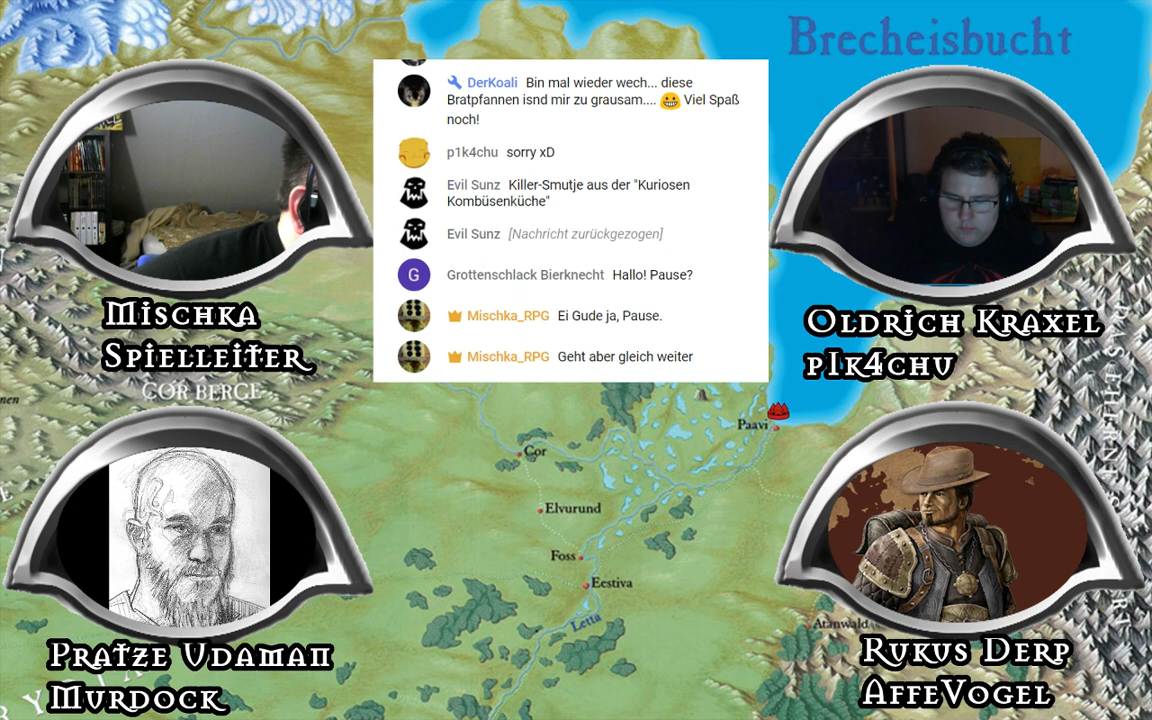 Brecheisbucht
DerKoali Bin mal wieder wech... diese
Bratpfannen isnd mir zu grausam.... Viel Spaß
noch!
p1k4chu sorry xD
Evil Sunz Killer-Smutje aus der "Kuriosen
Kombüsenküche"
Evil Sunz [Nachricht zurückgezogen]
G Grottenschlack Bierknecht Hallo! Pause?
Mischka_RPG Ei Gude ja, Pause.
Mischka_RPG Geht aber gleich weiter
Mischka
Spielleiter
Oldrich Kraxel
p1k4chu
COR BERGE
Paavi
Cor
Elvurund
Foss
Eestiva
Letta
Atanwald
Pratze Udaman
Murdock
Rukus Derp
AffeVogel